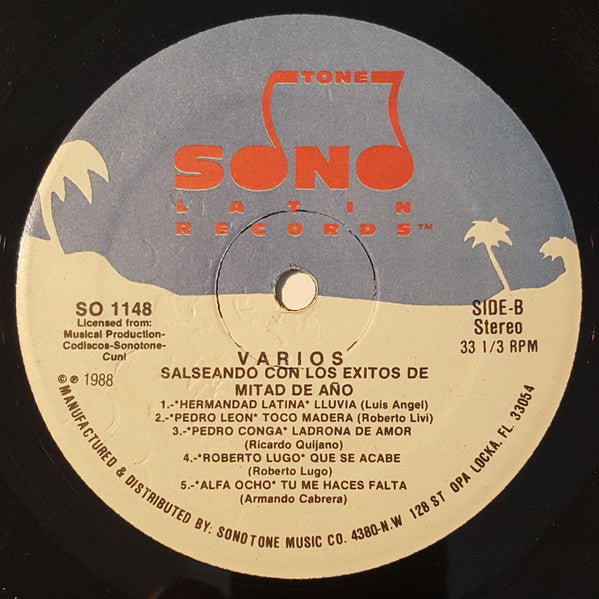 TONE
SONO
LATIN
RECORDS™
SO 1148
Licensed from:
Musical Production-
Codiscos-Sonotone-
Cuni
© ℗ 1988
SIDE-B
Stereo
33 1/3 RPM
VARIOS
SALSEANDO CON LOS EXITOS DE
MITAD DE AÑO
1.-*HERMANDAD LATINA* LLUVIA (Luis Angel)
2.-*PEDRO LEON* TOCO MADERA (Roberto Livi)
3.-*PEDRO CONGA* LADRONA DE AMOR
(Ricardo Quijano)
4.-*ROBERTO LUGO* QUE SE ACABE
(Roberto Lugo)
5.-*ALFA OCHO* TU ME HACES FALTA
(Armando Cabrera)
MANUFACTURED & DISTRIBUTED BY: SONOTONE MUSIC CO. 4380-N.W 128 ST OPA LOCKA, FL. 33054